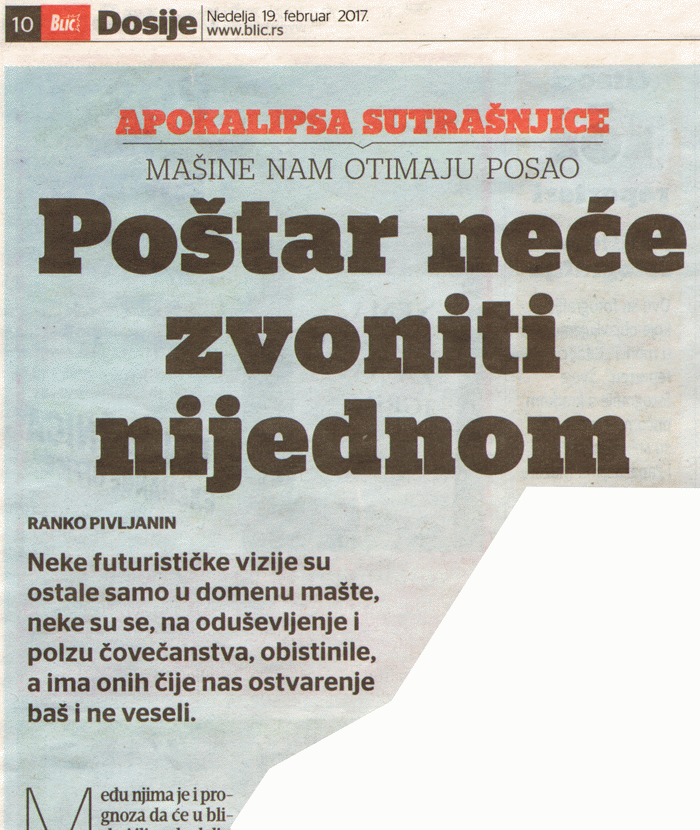 10 Blic Dosije Nedelja 19. februar 2017.
www.blic.rs
APOKALIPSA SUTRAŠNJICE
MAŠINE NAM OTIMAJU POSAO
Poštar neće
zvoniti
nijednom
RANKO PIVLJANIN
Neke futurističke vizije su
ostale samo u domenu mašte,
neke su se, na oduševljenje i
polzu čovečanstva, obistinile,
a ima onih čije nas ostvarenje
baš i ne veseli.
Među njima je i pro-
gnoza da će u bli-